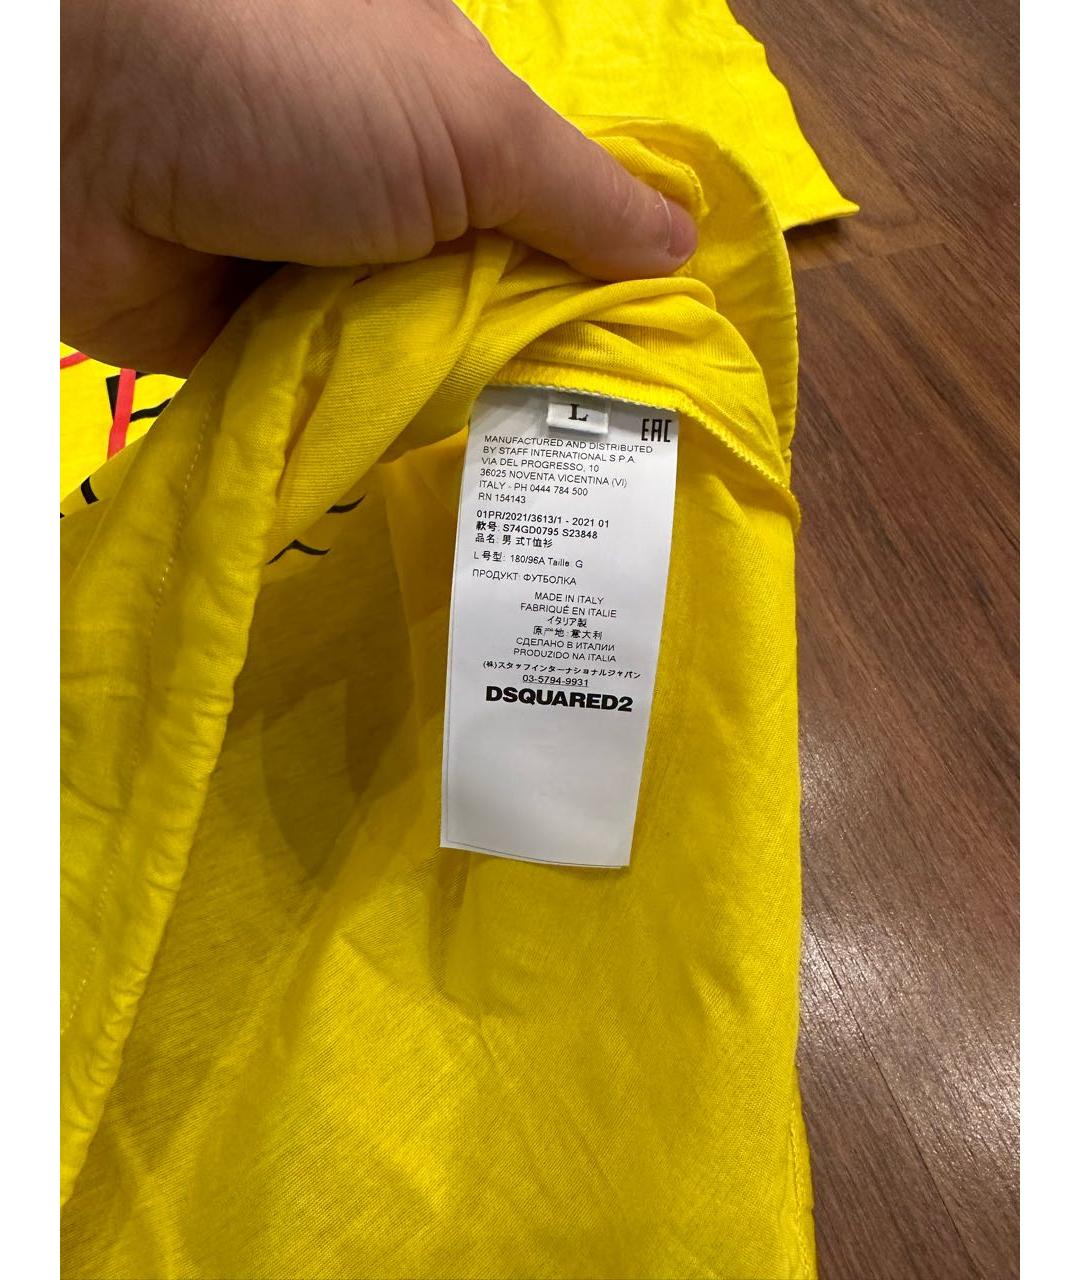 L
EAC
MANUFACTURED AND DISTRIBUTED
BY STAFF INTERNATIONAL S.P.A.
VIA DEL PROGRESSO, 10
36025 NOVENTA VICENTINA (VI)
ITALY - PH 0444 784 500
RN 154143
01PR/2021/3613/1 - 2021 01
款号: S74GD0795 S23848
品名: 男式T恤衫
L 号型: 180/96A Taille: G
ПРОДУКТ: ФУТБОЛКА
MADE IN ITALY
FABRIQUÉ EN ITALIE
イタリア製
原产地: 意大利
СДЕЛАНО В ИТАЛИИ
PRODUZIDO NA ITALIA
(株)スタッフインターナショナルジャパン
03-5794-9931
DSQUARED2